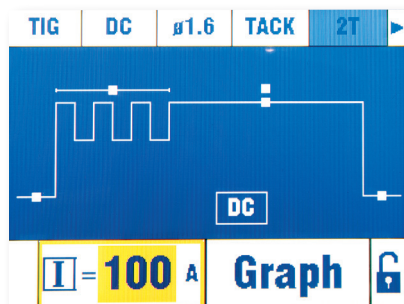 TIG DC ø1.6 TACK 2T
DC
I = 100 A Graph